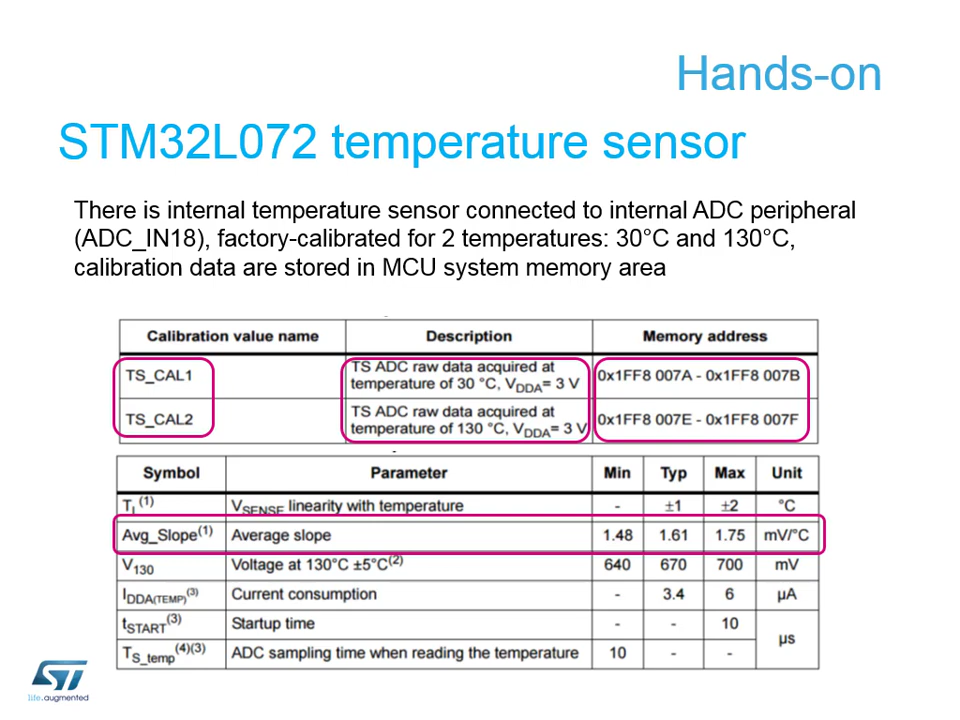 Hands-on
STM32L072 temperature sensor
There is internal temperature sensor connected to internal ADC peripheral
(ADC_IN18), factory-calibrated for 2 temperatures: 30°C and 130°C,
calibration data are stored in MCU system memory area
Calibration value name Description Memory address
TS_CAL1 TS ADC raw data acquired at temperature of 30 °C, VDDA= 3 V 0x1FF8 007A - 0x1FF8 007B
TS_CAL2 TS ADC raw data acquired at temperature of 130 °C, VDDA= 3 V 0x1FF8 007E - 0x1FF8 007F
Symbol Parameter Min Typ Max Unit
TL(1) VSENSE linearity with temperature - ±1 ±2 °C
Avg_Slope(1) Average slope 1.48 1.61 1.75 mV/°C
V130 Voltage at 130°C ±5°C(2) 640 670 700 mV
IDDA(TEMP)(3) Current consumption - 3.4 6 µA
tSTART(3) Startup time - - 10 µs
TS_temp(4)(3) ADC sampling time when reading the temperature 10 - -
ST
life.augmented